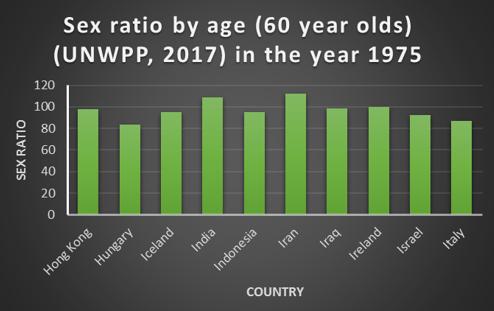 Sex ratio by age (60 year olds)
(UNWPP, 2017) in the year 1975
120
100
80
60
40
20
0
SEX RATIO
Hong Kong
Hungary
Iceland
India
Indonesia
Iran
Iraq
Ireland
Israel
Italy
COUNTRY